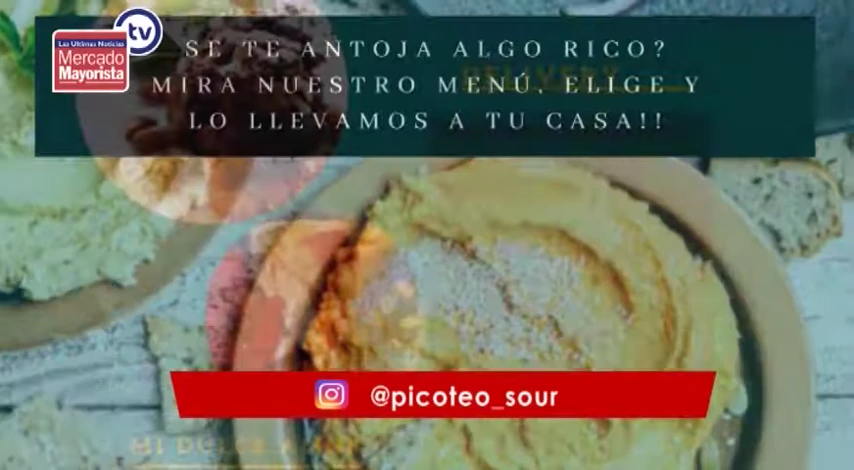 tv
Las Ultimas Noticias
Mercado
Mayorista
SE TE ANTOJA ALGO RICO?
MIRA NUESTRO MENÚ, ELIGE Y
LO LLEVAMOS A TU CASA!!
DELIVERY
@picoteo_sour